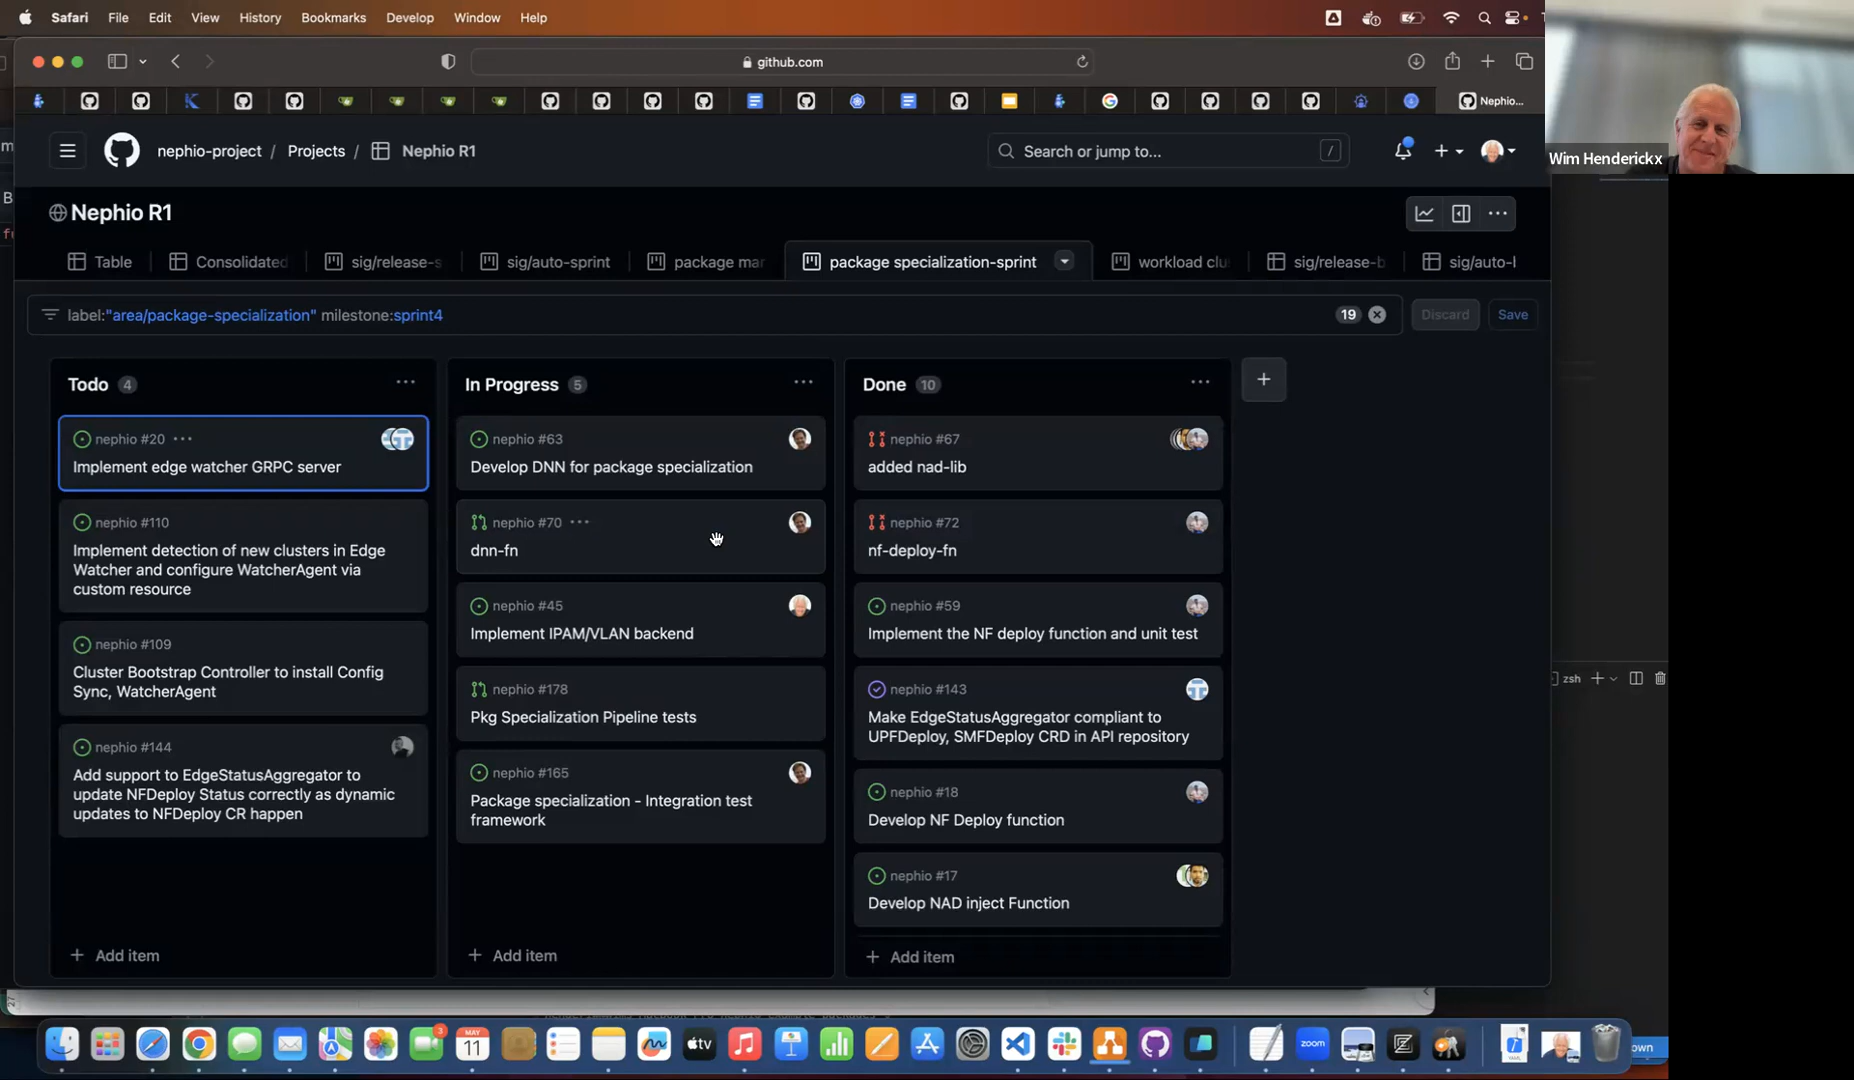 Safari File Edit View History Bookmarks Develop Window Help
github.com
Nephio...
nephio-project / Projects / Nephio R1
Search or jump to... /
Wim Henderickx
Nephio R1
Table Consolidated sig/release-s sig/auto-sprint package mar package specialization-sprint workload clu sig/release-b sig/auto-b
label:"area/package-specialization" milestone:sprint4
19
Discard
Save
Todo 4
nephio #20
Implement edge watcher GRPC server
nephio #110
Implement detection of new clusters in Edge
Watcher and configure WatcherAgent via
custom resource
nephio #109
Cluster Bootstrap Controller to install Config
Sync, WatcherAgent
nephio #144
Add support to EdgeStatusAggregator to
update NFDeploy Status correctly as dynamic
updates to NFDeploy CR happen
+ Add item
In Progress 5
nephio #63
Develop DNN for package specialization
nephio #70
dnn-fn
nephio #45
Implement IPAM/VLAN backend
nephio #178
Pkg Specialization Pipeline tests
nephio #165
Package specialization - Integration test
framework
+ Add item
Done 10
nephio #67
added nad-lib
nephio #72
nf-deploy-fn
nephio #59
Implement the NF deploy function and unit test
nephio #143
Make EdgeStatusAggregator compliant to
UPFDeploy, SMFDeploy CRD in API repository
nephio #18
Develop NF Deploy function
nephio #17
Develop NAD inject Function
+ Add item
zsh
MAY
11
3
tv
zoom
own